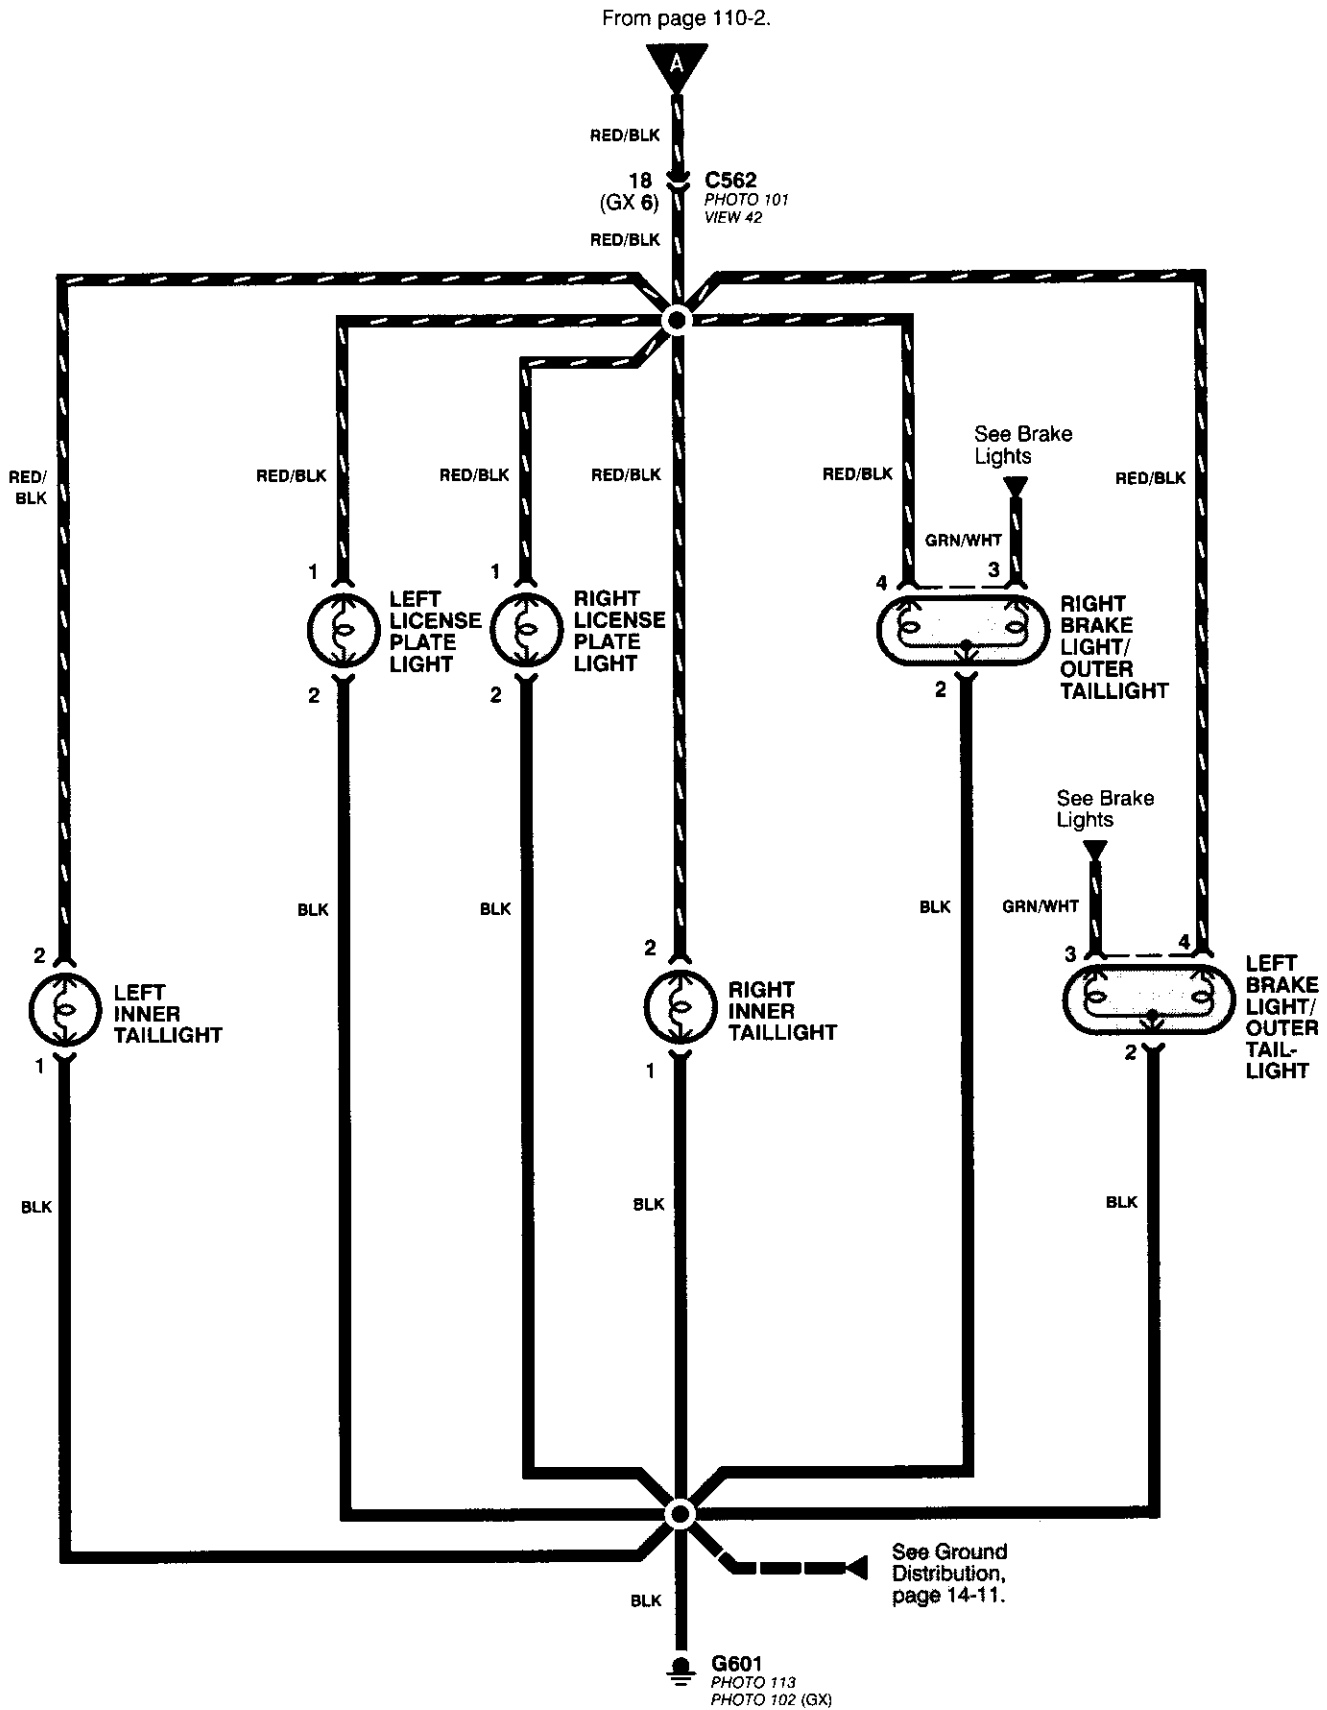 From page 110-2.
A
RED/BLK
18
(GX 6)
C562
PHOTO 101
VIEW 42
RED/BLK
RED/
BLK
RED/BLK
RED/BLK
RED/BLK
RED/BLK
See Brake
Lights
RED/BLK
GRN/WHT
1
LEFT
LICENSE
PLATE
LIGHT
2
1
RIGHT
LICENSE
PLATE
LIGHT
2
4
3
RIGHT
BRAKE
LIGHT/
OUTER
TAILLIGHT
2
See Brake
Lights
BLK
BLK
BLK
GRN/WHT
2
LEFT
INNER
TAILLIGHT
1
2
RIGHT
INNER
TAILLIGHT
1
3
4
LEFT
BRAKE
LIGHT/
OUTER
TAIL-
LIGHT
2
BLK
BLK
BLK
See Ground
Distribution,
page 14-11.
BLK
G601
PHOTO 113
PHOTO 102 (GX)